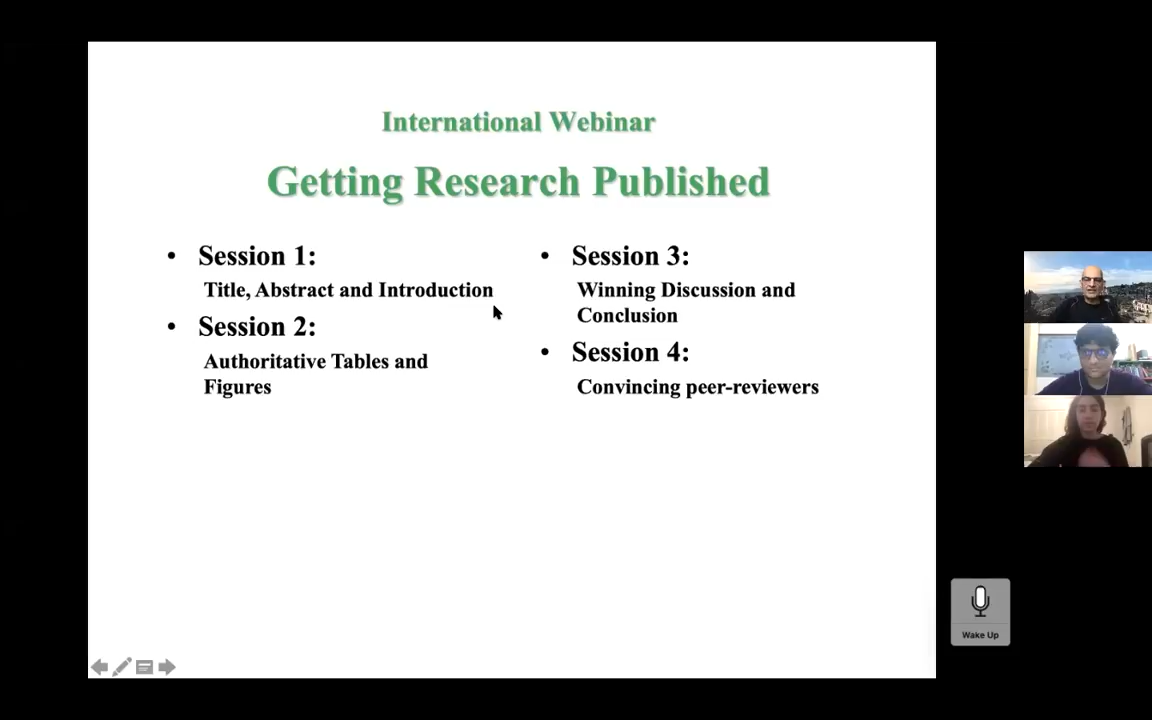 International Webinar
Getting Research Published
• Session 1:
Title, Abstract and Introduction
• Session 2:
Authoritative Tables and
Figures
• Session 3:
Winning Discussion and
Conclusion
• Session 4:
Convincing peer-reviewers
Wake Up